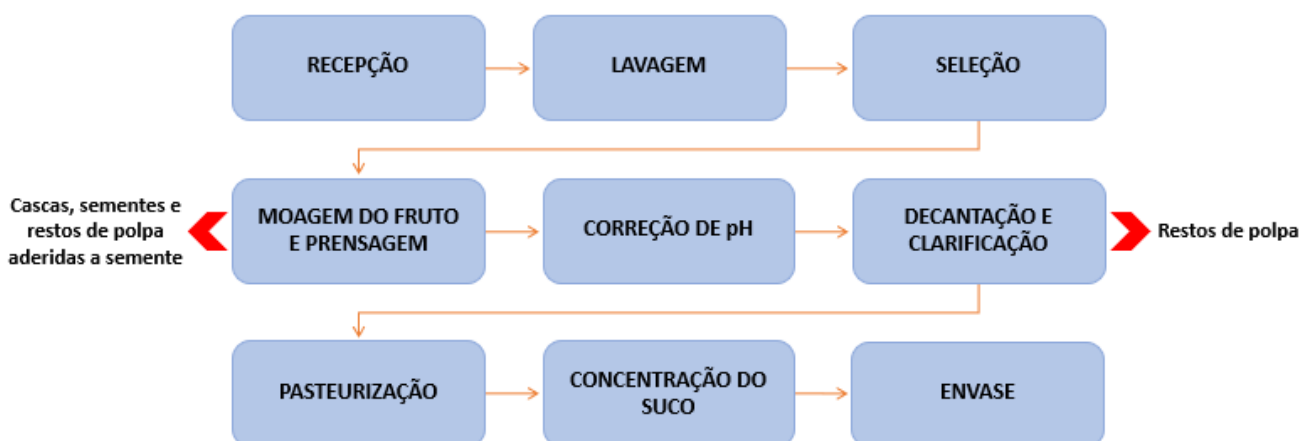 RECEPÇÃO
LAVAGEM
SELEÇÃO
Cascas, sementes e
restos de polpa
aderidas a semente
MOAGEM DO FRUTO
E PRENSAGEM
CORREÇÃO DE pH
DECANTAÇÃO E
CLARIFICAÇÃO
Restos de polpa
PASTEURIZAÇÃO
CONCENTRAÇÃO DO
SUCO
ENVASE